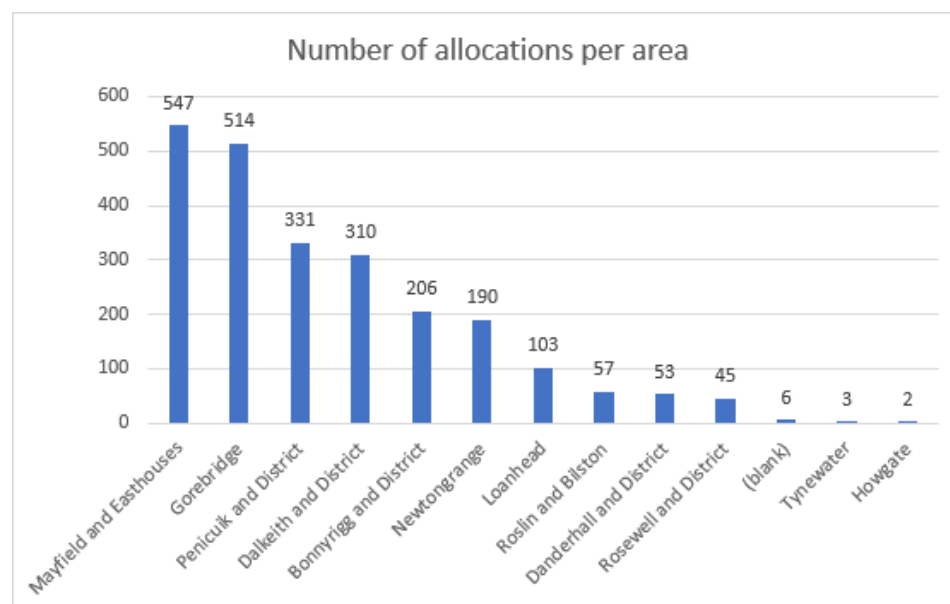 Number of allocations per area
600
500
400
300
200
100
0
547
514
331
310
206
190
103
57
53
45
6
3
2
Mayfield and Easthouses
Gorebridge
Penicuik and District
Dalkeith and District
Bonnyrigg and District
Newtongrange
Loanhead
Roslin and Bilston
Danderhall and District
Rosewell and District
(blank)
Tynewater
Howgate